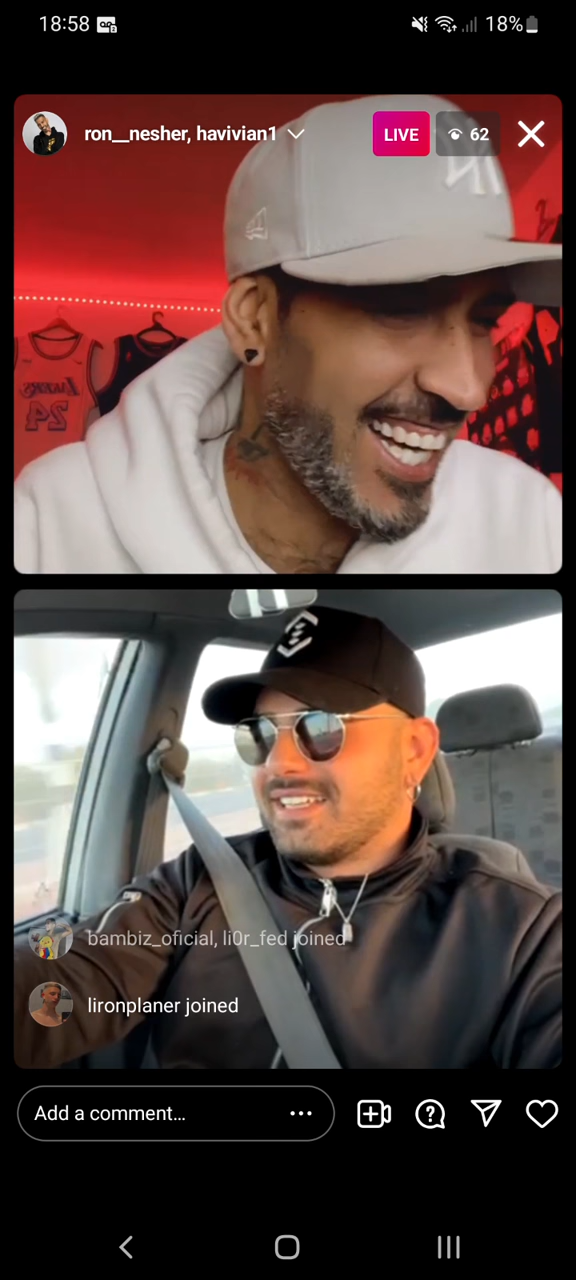 18:58
18%
ron__nesher, havivian1
LIVE
62
24
bambiz_oficial, li0r_fed joined
lironplaner joined
Add a comment…